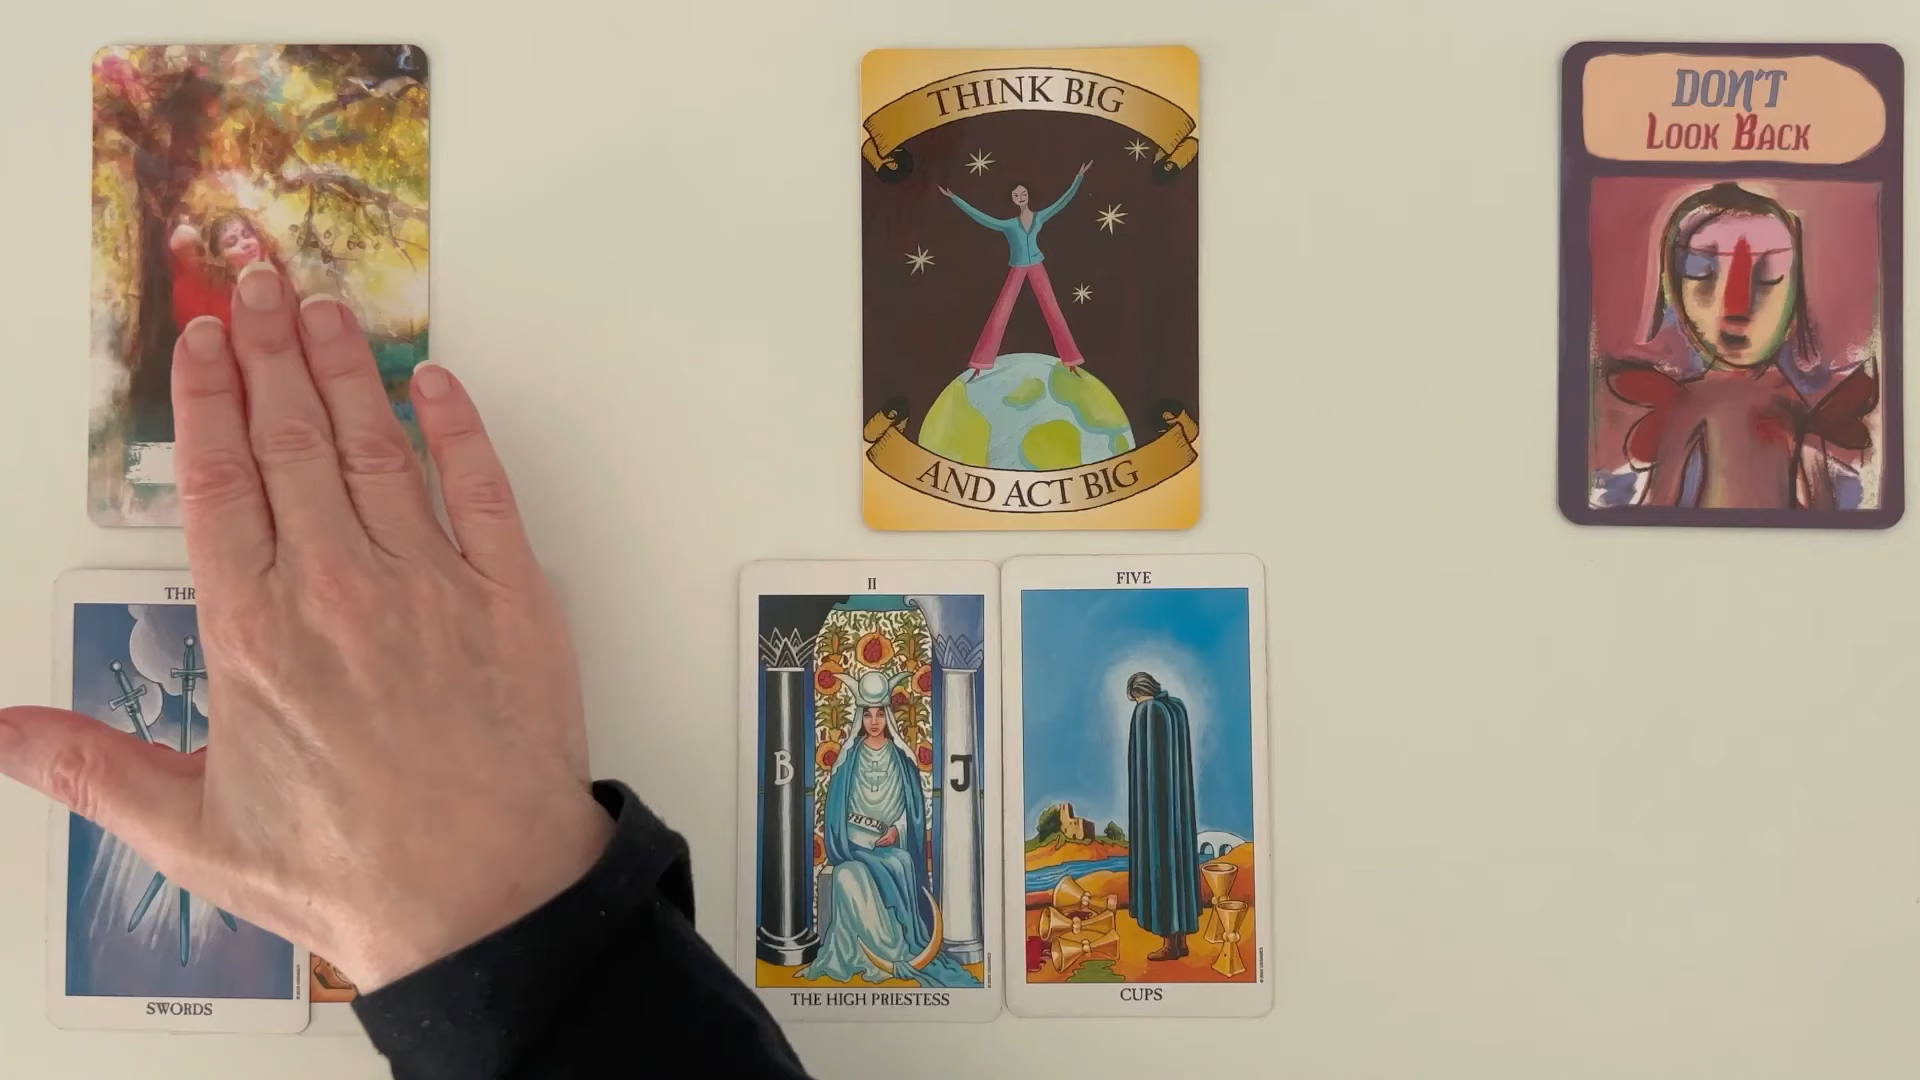 THINK BIG
AND ACT BIG
DON'T
LOOK BACK
SWORDS
II
B
J
THE HIGH PRIESTESS
FIVE
CUPS